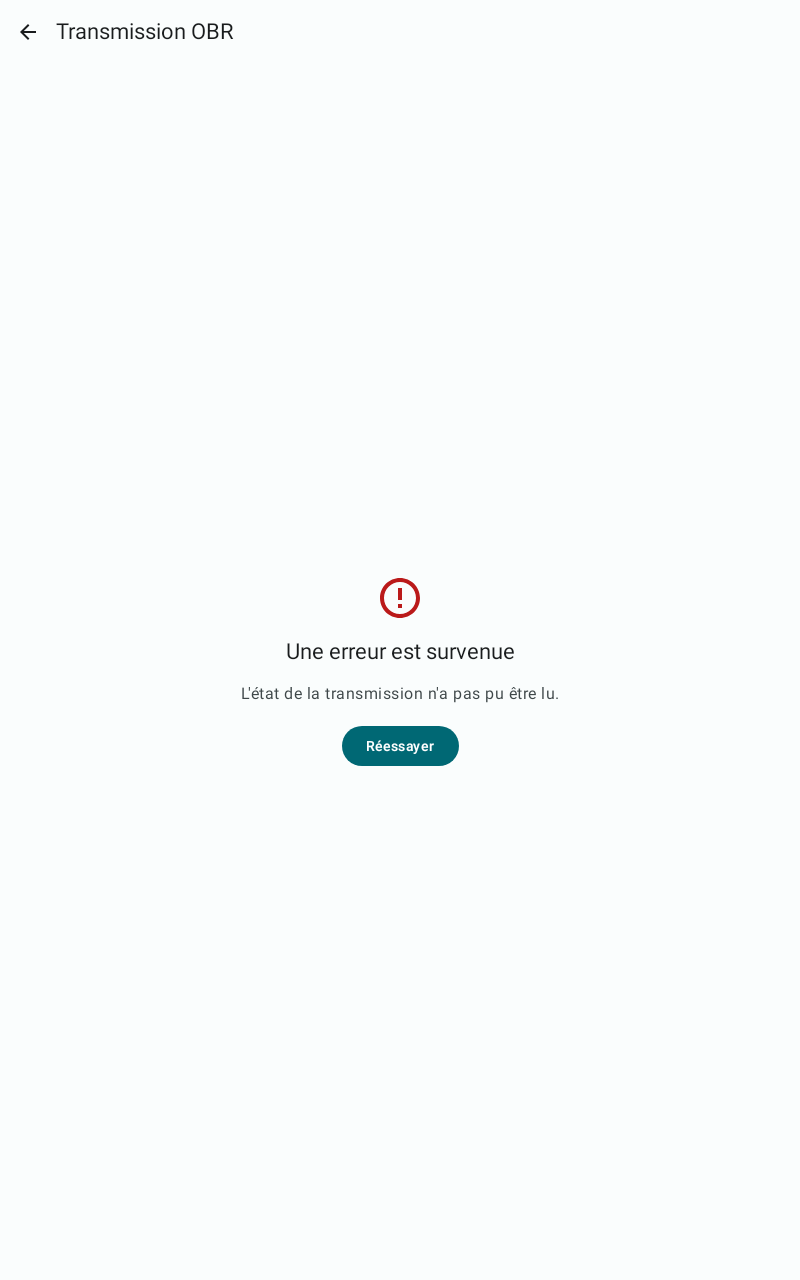 Transmission OBR
Une erreur est survenue
L'état de la transmission n'a pas pu être lu.
Réessayer